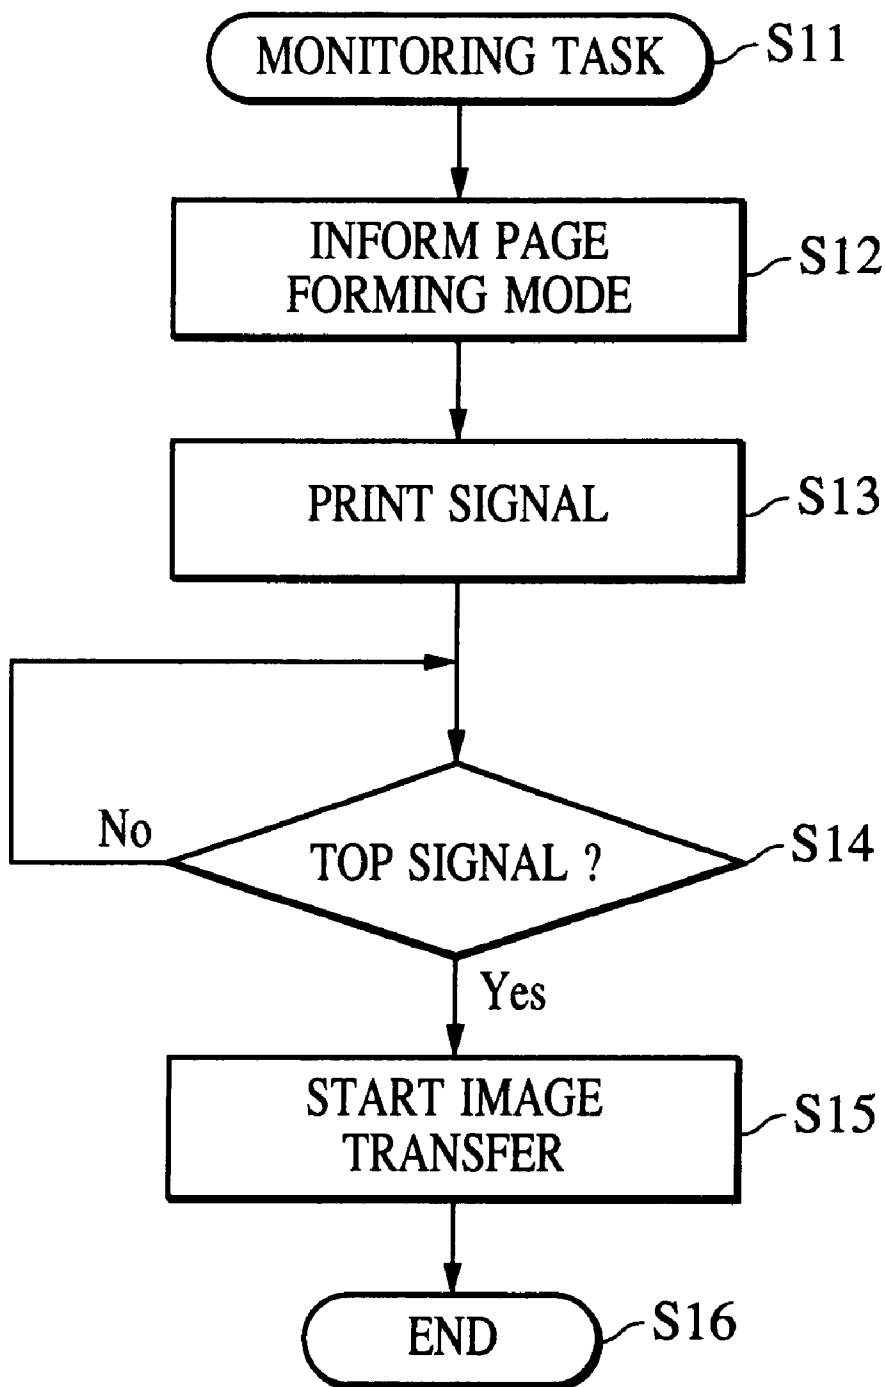 MONITORING TASK
S11
INFORM PAGE
FORMING MODE
S12
PRINT SIGNAL
S13
No
TOP SIGNAL ?
S14
Yes
START IMAGE
TRANSFER
S15
END
S16